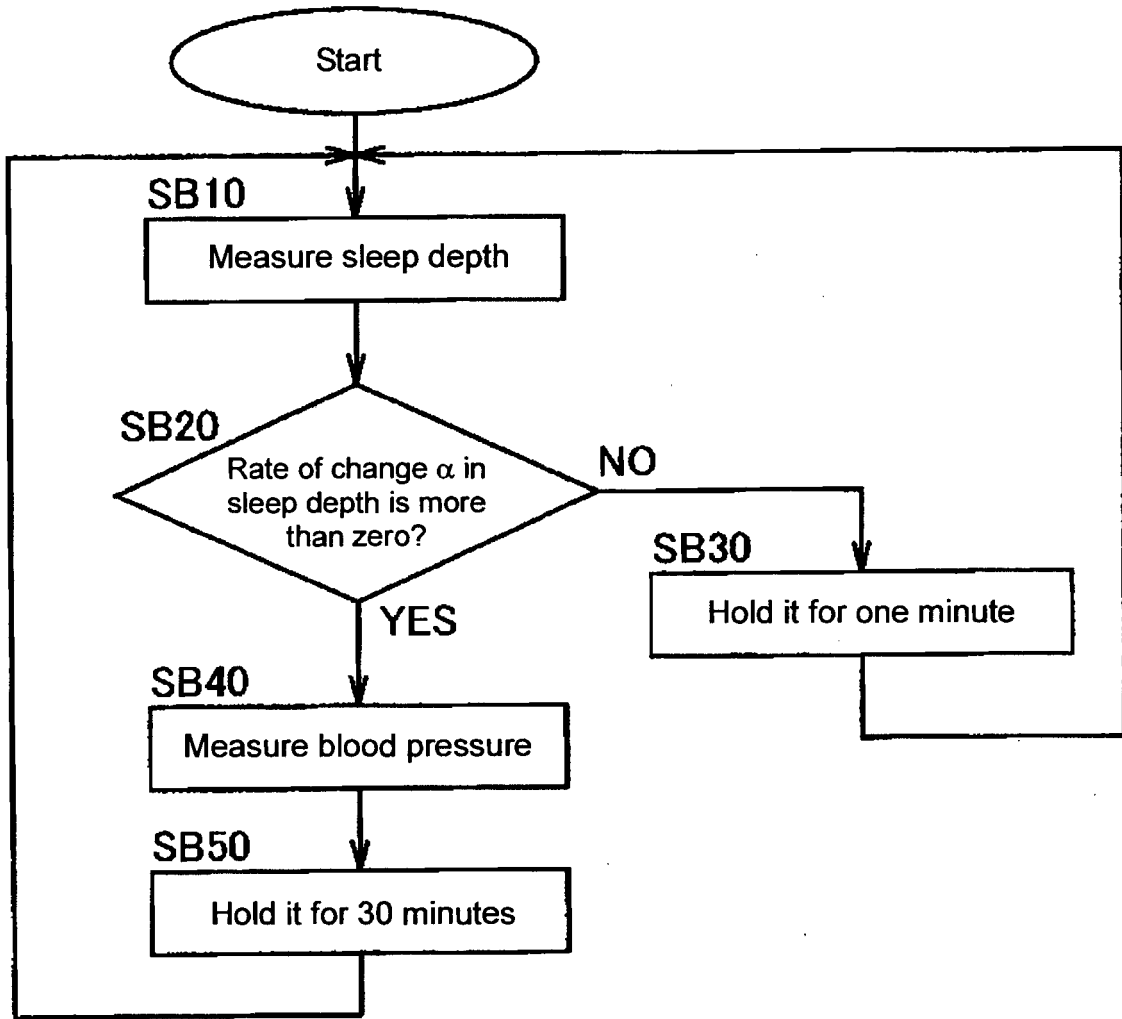 Start
SB10
Measure sleep depth
SB20
Rate of change α in
sleep depth is more
than zero?
NO
SB30
Hold it for one minute
YES
SB40
Measure blood pressure
SB50
Hold it for 30 minutes